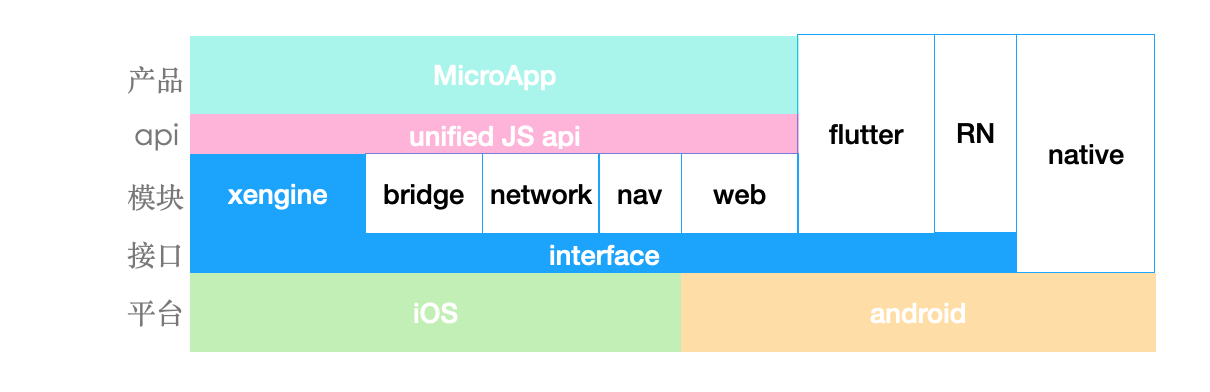 产品
MicroApp
api
unified JS api
flutter
RN
native
模块
xengine
bridge
network
nav
web
接口
interface
平台
iOS
android